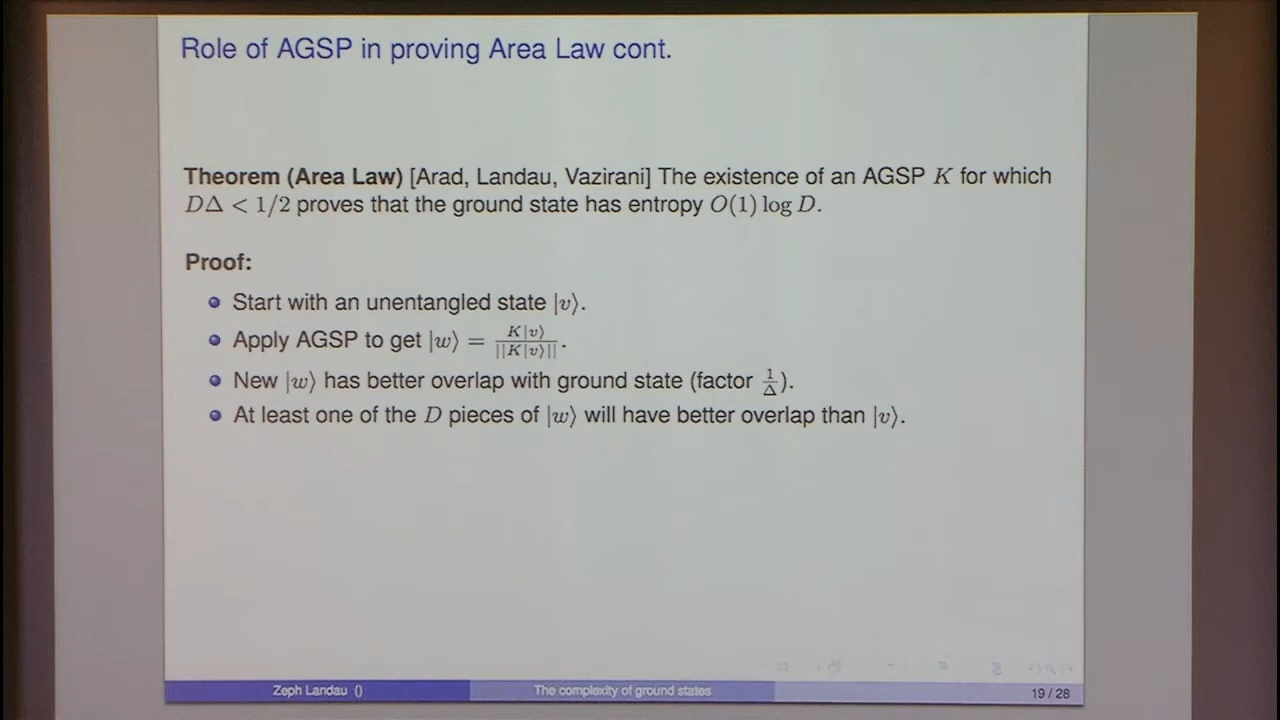 Role of AGSP in proving Area Law cont.
Theorem (Area Law) [Arad, Landau, Vazirani] The existence of an AGSP K for which
DΔ < 1/2 proves that the ground state has entropy O(1) log D.
Proof:
Start with an unentangled state |v⟩.
Apply AGSP to get |w⟩ = K|v⟩ / ||K|v⟩||.
New |w⟩ has better overlap with ground state (factor 1/Δ).
At least one of the D pieces of |w⟩ will have better overlap than |v⟩.
Zeph Landau () The complexity of ground states 19 / 28